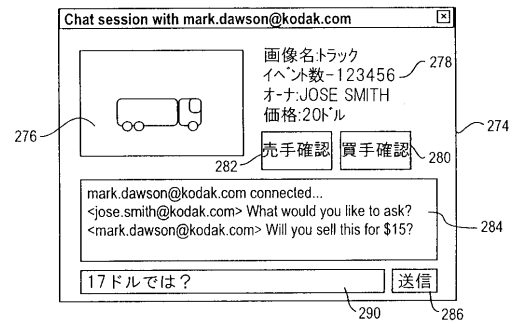 Chat session with mark.dawson@kodak.com
画像名:トラック
イベント数-123456
オーナ:JOSE SMITH
価格:20ドル
278
276
274
売手確認
買手確認
282
280
mark.dawson@kodak.com connected...
<jose.smith@kodak.com> What would you like to ask?
<mark.dawson@kodak.com> Will you sell this for $15?
284
17ドルでは？
送信
290
286